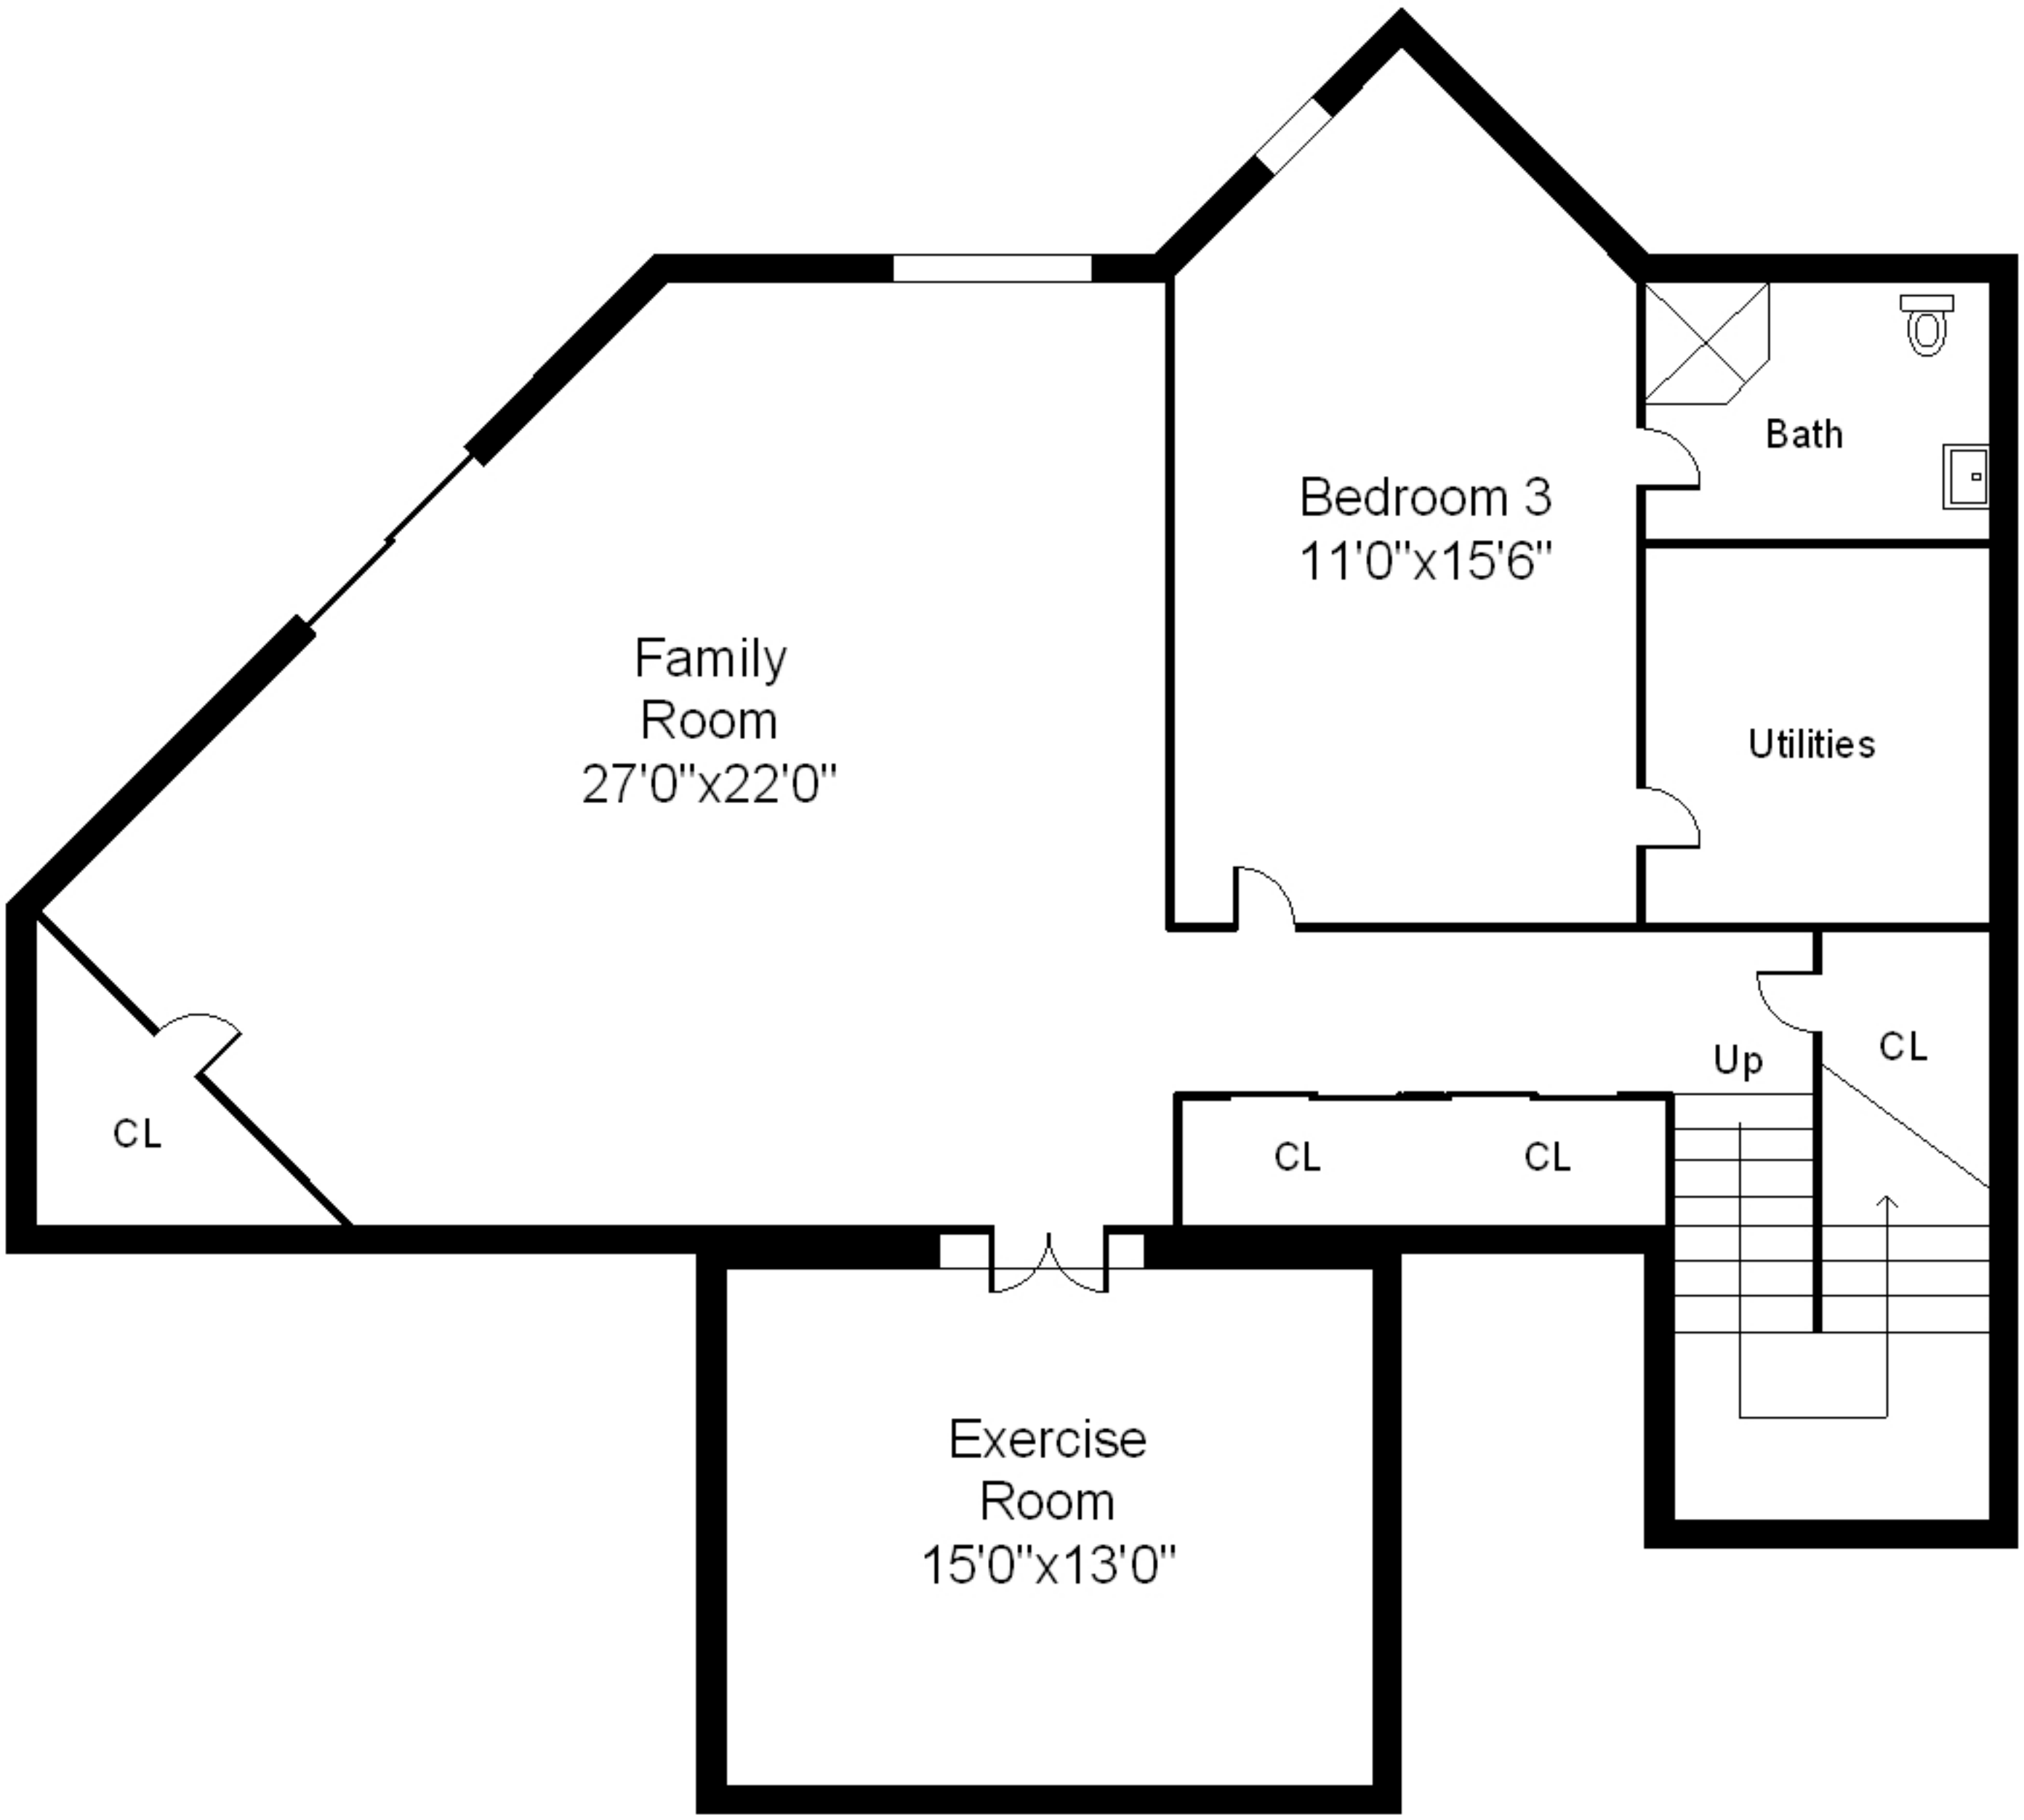 Bath
Bedroom 3
11'0"x15'6"
Family
Room
27'0"x22'0"
Utilities
Up
CL
CL
CL
CL
Exercise
Room
15'0"x13'0"